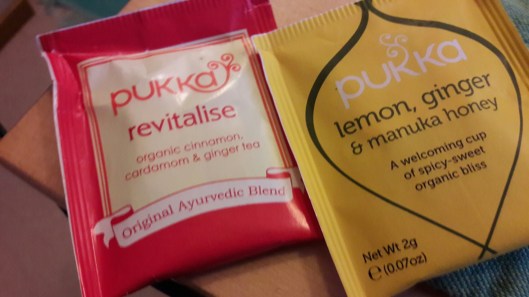 pukka
revitalise
organic cinnamon,
cardamom & ginger tea
Original Ayurvedic Blend
pukka
lemon, ginger
& manuka honey
A welcoming cup
of spicy-sweet
organic bliss
Net Wt 2g
℮ (0.07oz)